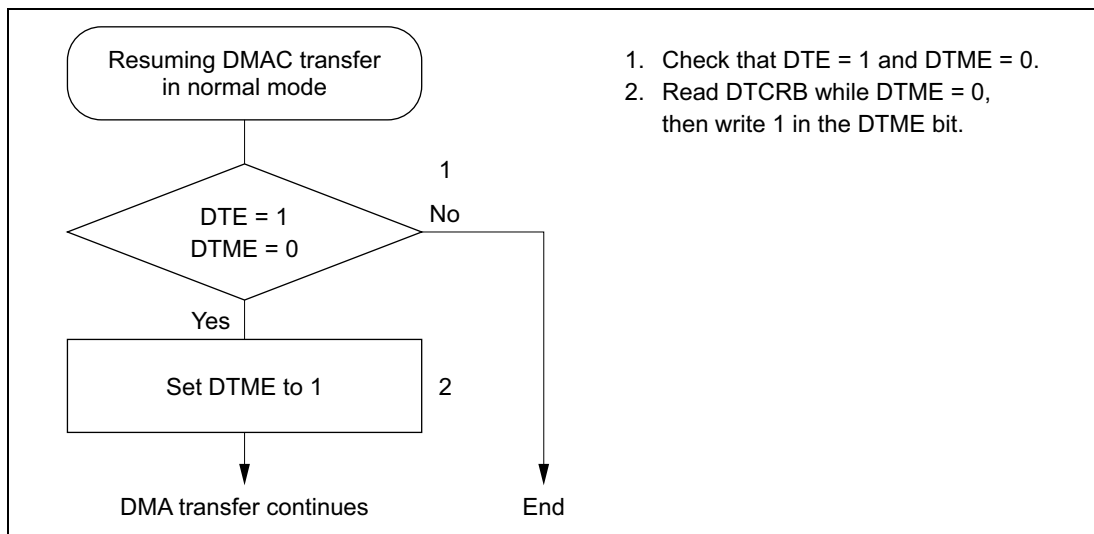 Resuming DMAC transfer
in normal mode
1. Check that DTE = 1 and DTME = 0.
2. Read DTCRB while DTME = 0,
then write 1 in the DTME bit.
1
DTE = 1
DTME = 0
No
Yes
Set DTME to 1
2
DMA transfer continues
End